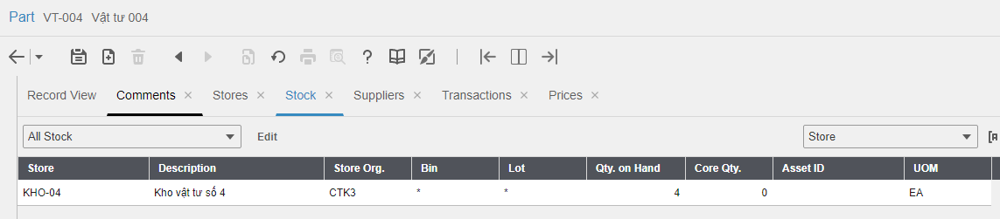 Part VT-004 Vật tư 004
?
Record View Comments × Stores × Stock × Suppliers × Transactions × Prices ×
All Stock Edit Store
Store Description Store Org. Bin Lot Qty. on Hand Core Qty. Asset ID UOM
KHO-04 Kho vật tư số 4 CTK3 * * 4 0 EA